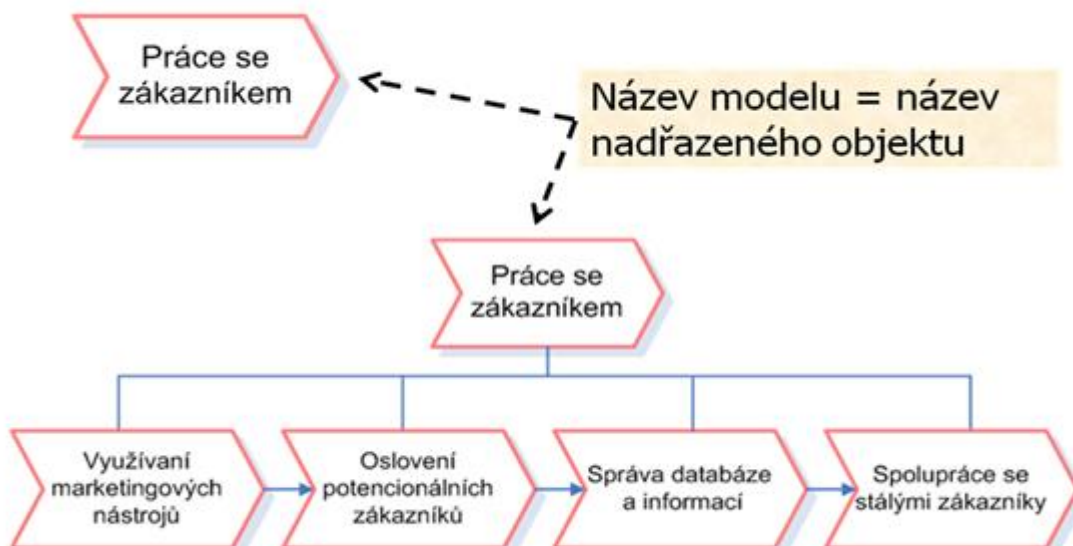 Práce se
zákazníkem
Název modelu = název
nadřazeného objektu
Práce se
zákazníkem
Využívaní
marketingových
nástrojů
Oslovení
potencionálních
zákazníků
Správa databáze
a informací
Spolupráce se
stálými zákazníky